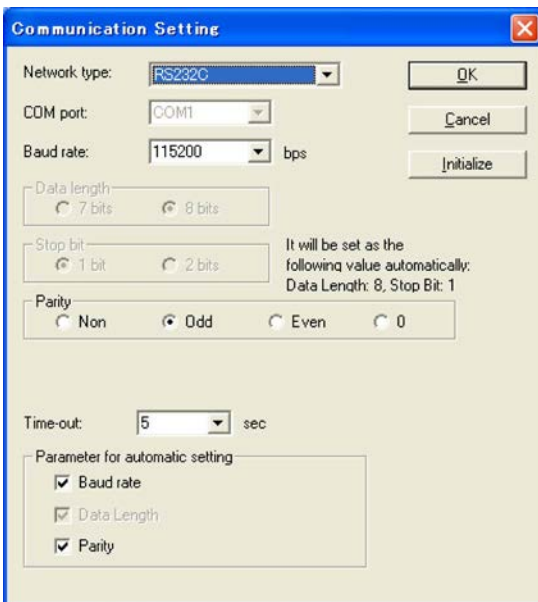 Communication Setting
Network type: RS232C
OK
COM port: COM1
Cancel
Baud rate: 115200 bps
Initialize
Data length
7 bits 8 bits
Stop bit
1 bit 2 bits
It will be set as the
following value automatically:
Data Length: 8, Stop Bit: 1
Parity
Non Odd Even 0
Time-out: 5 sec
Parameter for automatic setting
Baud rate
Data Length
Parity